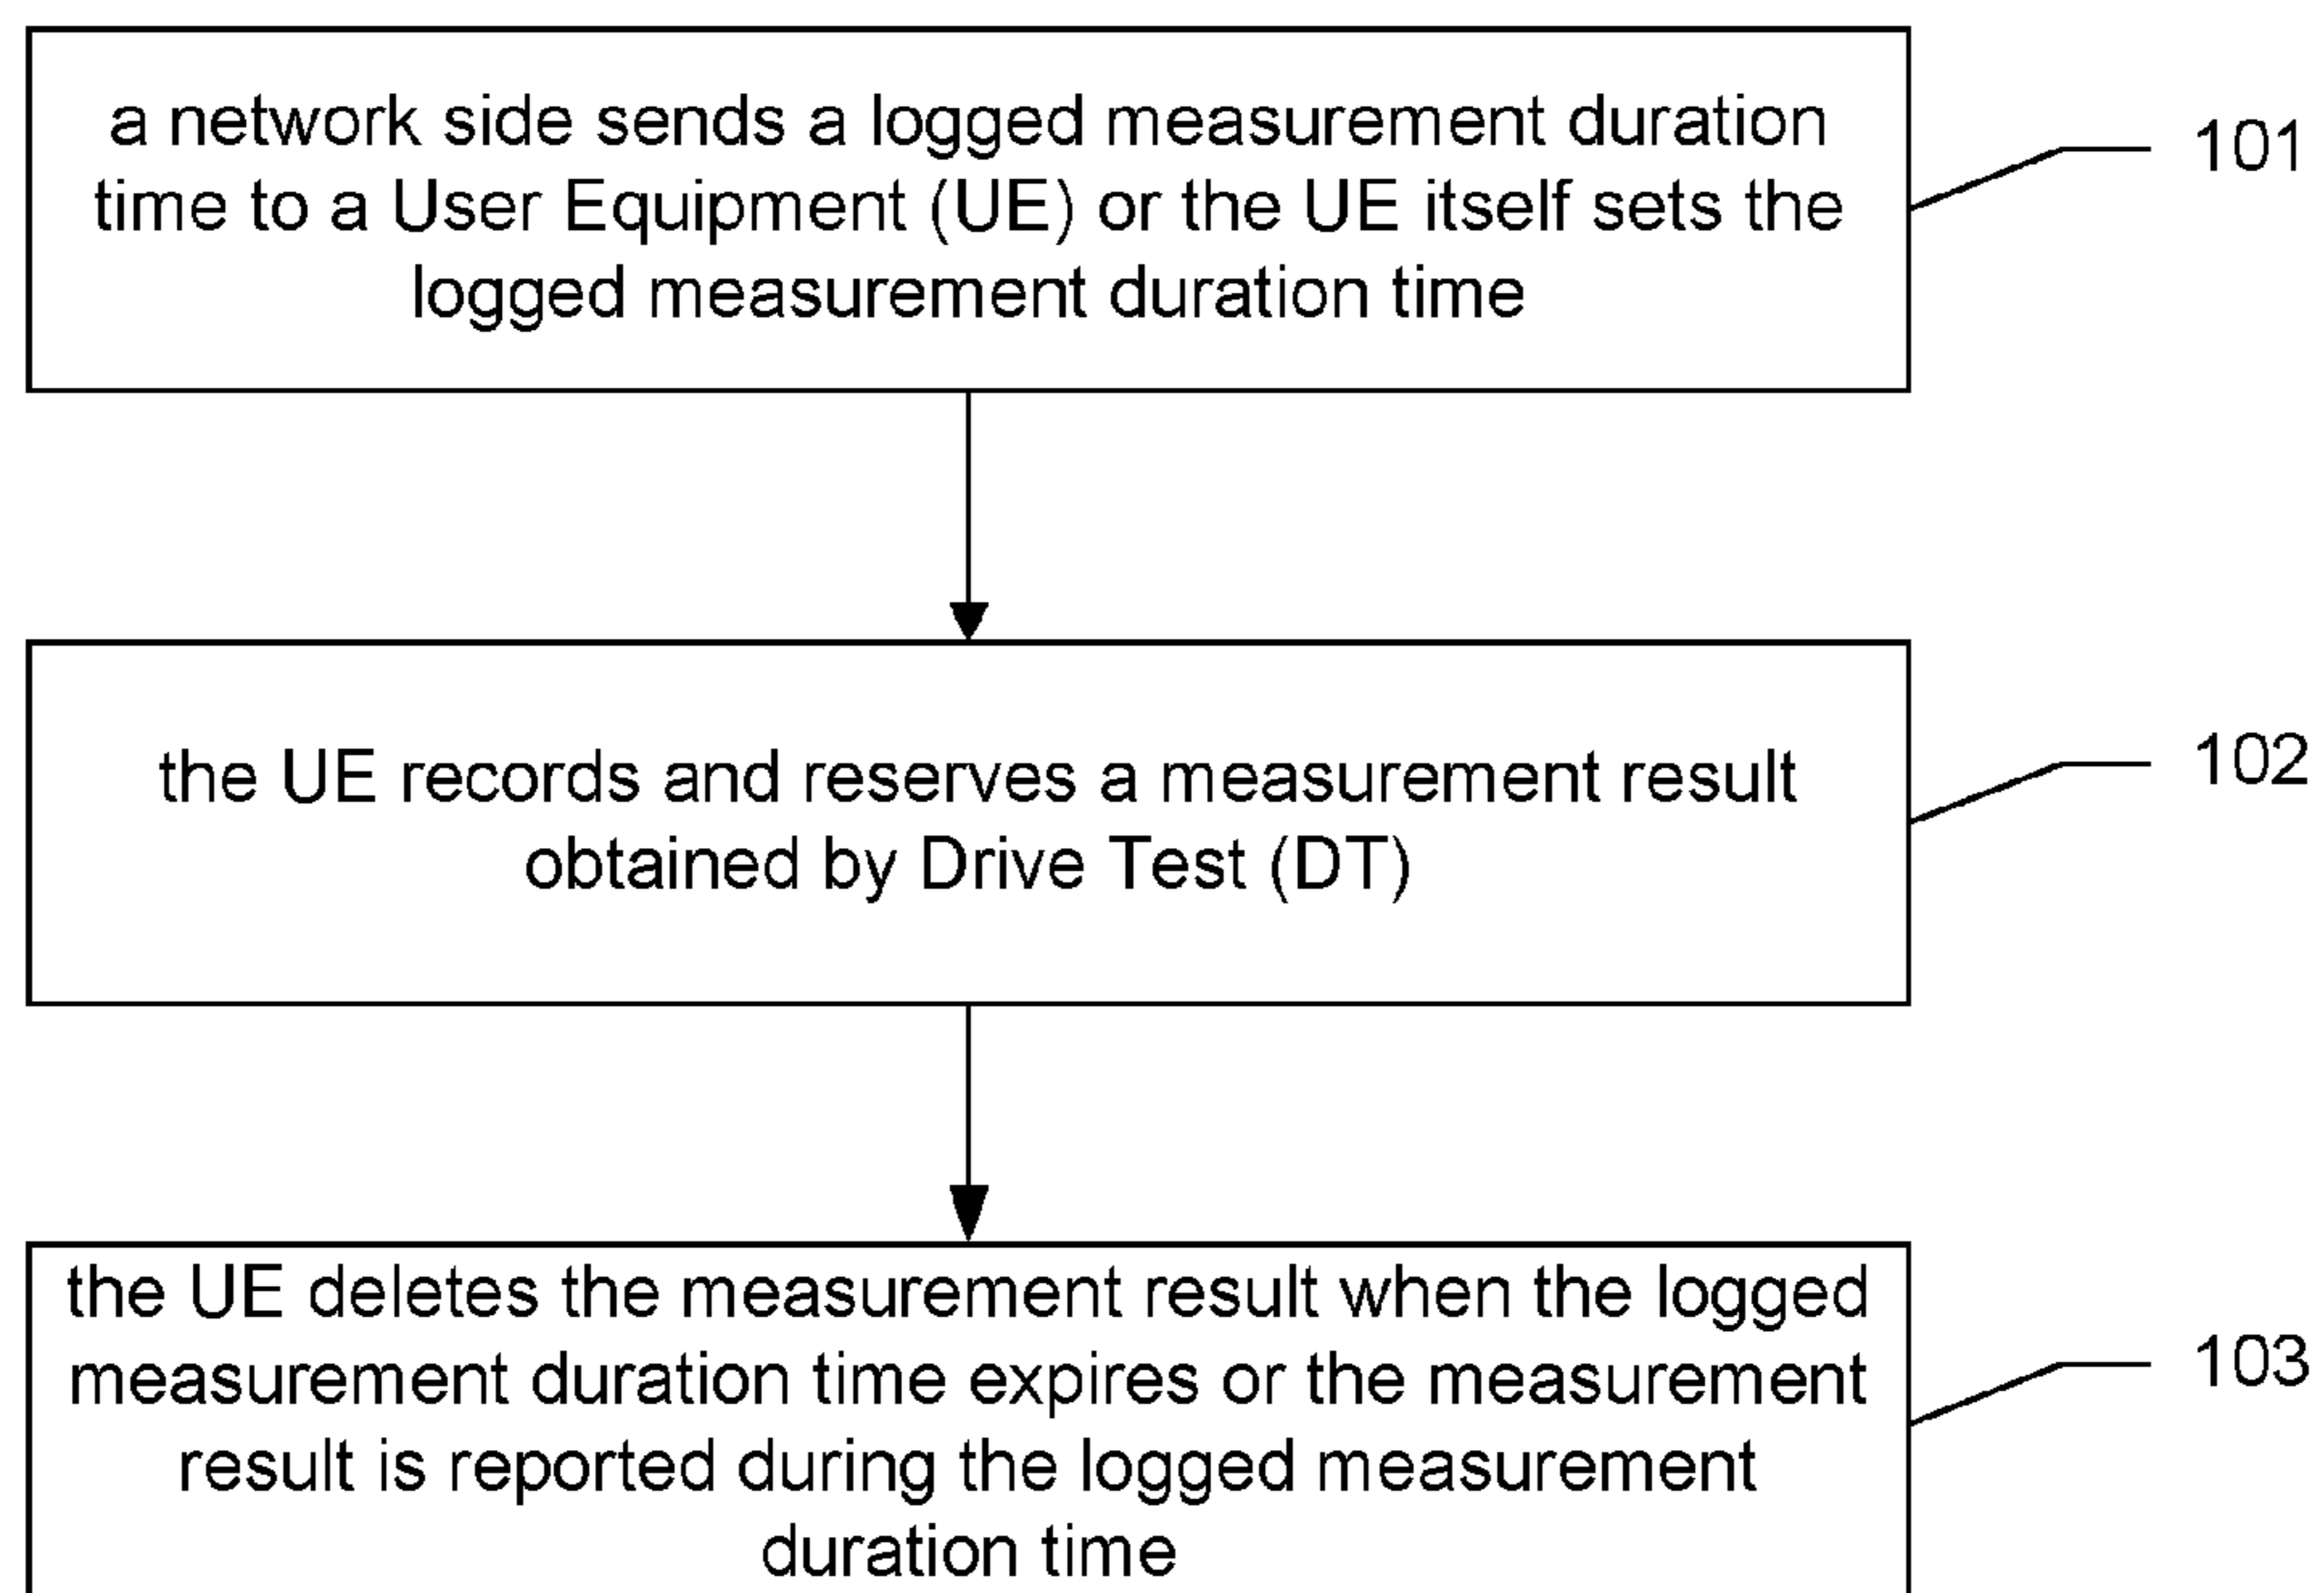 a network side sends a logged measurement duration
time to a User Equipment (UE) or the UE itself sets the
logged measurement duration time
101
the UE records and reserves a measurement result
obtained by Drive Test (DT)
102
the UE deletes the measurement result when the logged
measurement duration time expires or the measurement
result is reported during the logged measurement
duration time
103